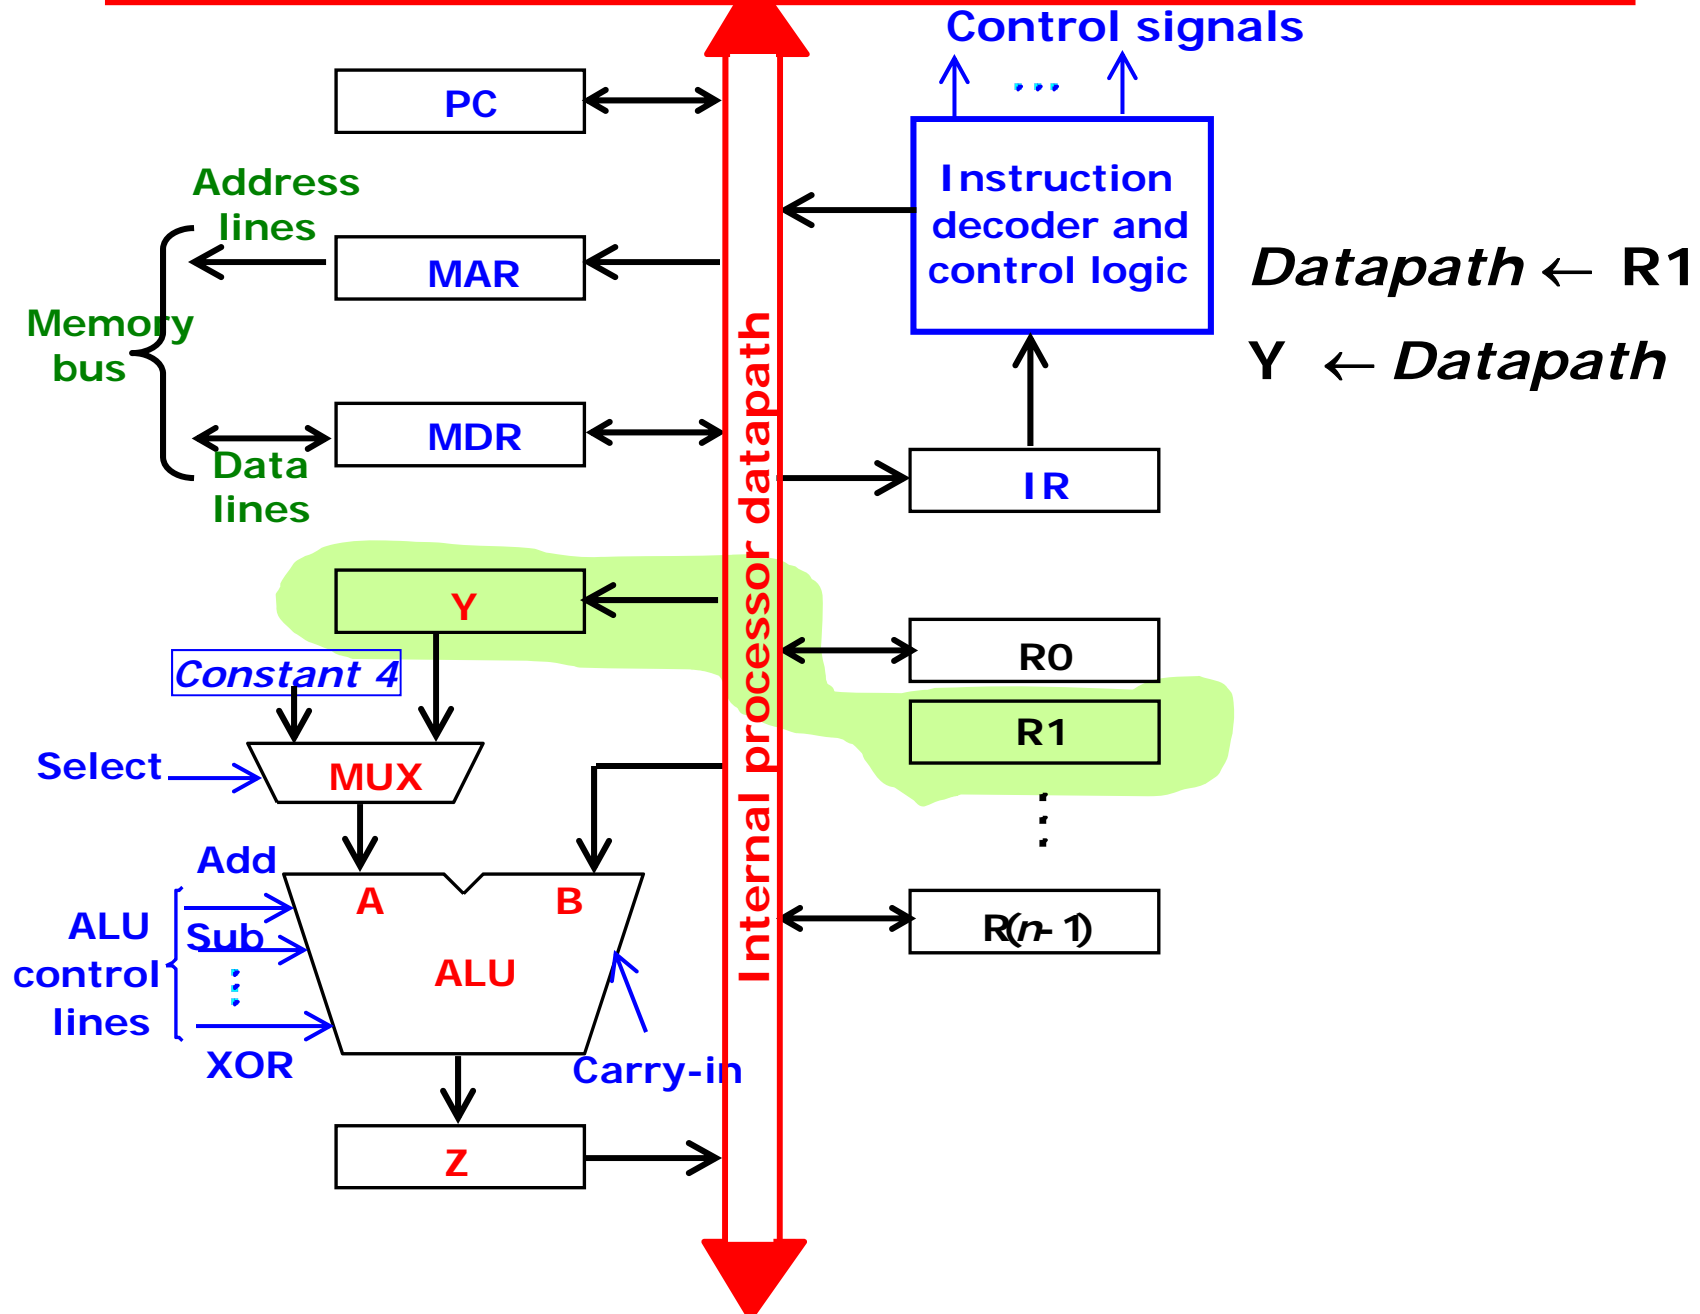 Control signals
PC
Address
lines
Instruction
decoder and
control logic
MAR
Datapath ← R1
Memory
bus
Y ← Datapath
MDR
Data
lines
IR
Internal processor datapath
Y
Constant 4
R0
R1
Select
MUX
Add
A
B
ALU
control
lines
Sub
ALU
R(n-1)
XOR
Carry-in
Z